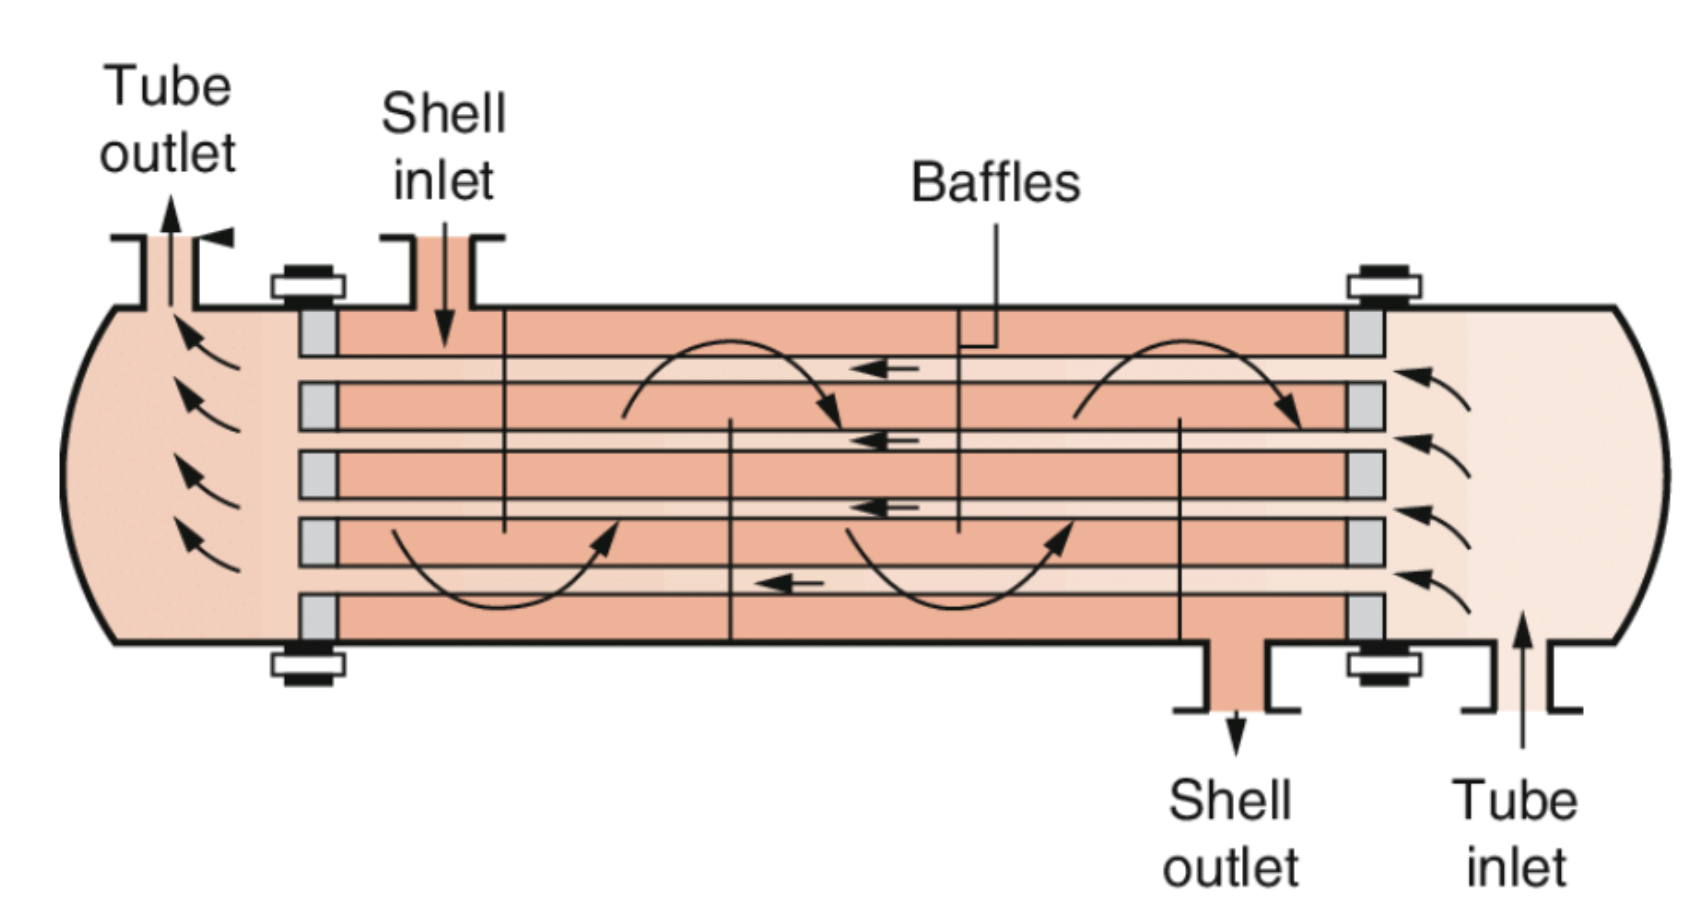 Tube
outlet
Shell
inlet
Baffles
Shell
outlet
Tube
inlet